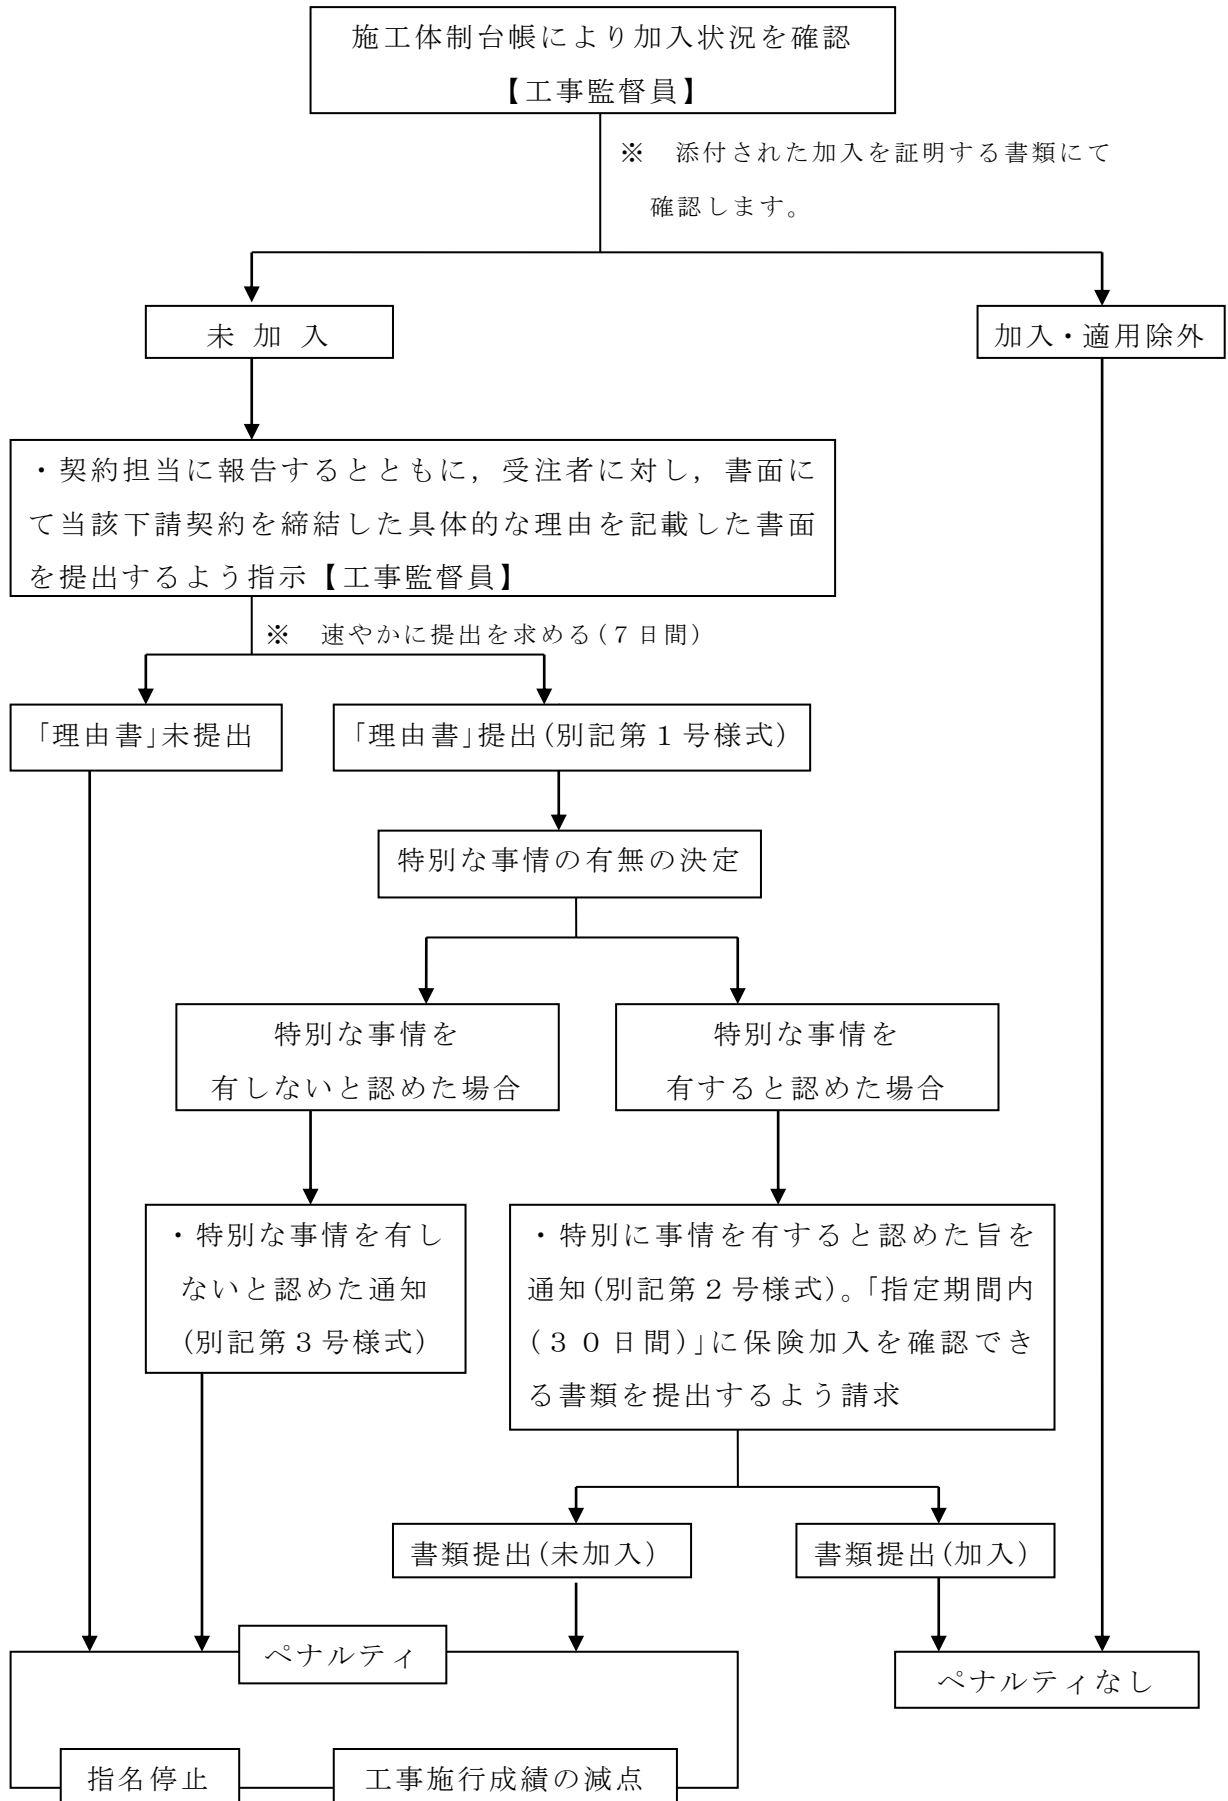 施工体制台帳により加入状況を確認
【工事監督員】
※　添付された加入を証明する書類にて
確認します。
未 加 入
加入・適用除外
・契約担当に報告するとともに，受注者に対し，書面に
て当該下請契約を締結した具体的な理由を記載した書面
を提出するよう指示【工事監督員】
※　速やかに提出を求める(７日間)
「理由書」未提出
「理由書」提出(別記第１号様式)
特別な事情の有無の決定
特別な事情を
有しないと認めた場合
特別な事情を
有すると認めた場合
・特別な事情を有し
ないと認めた通知
(別記第３号様式)
・特別に事情を有すると認めた旨を
通知(別記第２号様式)。「指定期間内
(３０日間)」に保険加入を確認でき
る書類を提出するよう請求
書類提出(未加入)
書類提出(加入)
ペナルティ
ペナルティなし
指名停止
工事施行成績の減点